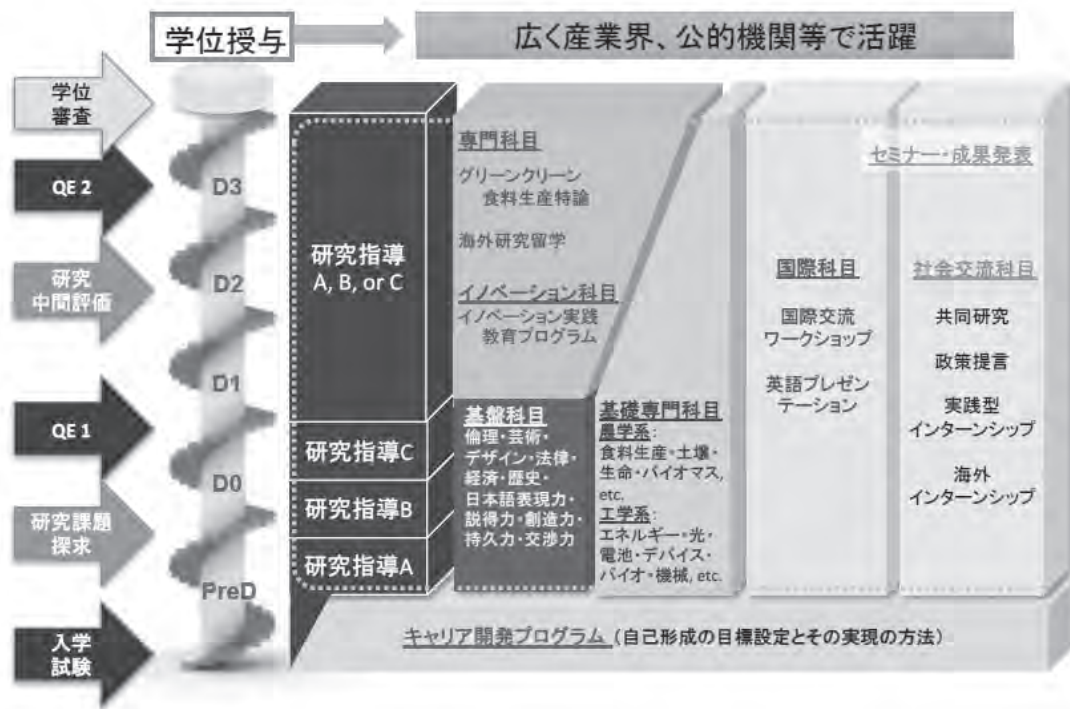 学位授与
広く産業界、公的機関等で活躍
学位
審査
QE 2
研究
中間評価
QE 1
研究課題
探求
入学
試験
D3
D2
D1
D0
PreD
研究指導
A, B, or C
研究指導C
研究指導B
研究指導A
専門科目
グリーンクリーン
食料生産特論
海外研究留学
イノベーション科目
イノベーション実践
教育プログラム
基盤科目
倫理・芸術・
デザイン・法律・
経済・歴史・
日本語表現力・
説得力・創造力・
持久力・交渉力
基礎専門科目
農学系:
食料生産・土壌・
生命・バイオマス,
etc.
工学系:
エネルギー・光・
電池・デバイス・
バイオ・機械, etc.
国際科目
国際交流
ワークショップ
英語プレゼン
テーション
セミナー・成果発表
社会交流科目
共同研究
政策提言
実践型
インターンシップ
海外
インターンシップ
キャリア開発プログラム (自己形成の目標設定とその実現の方法)